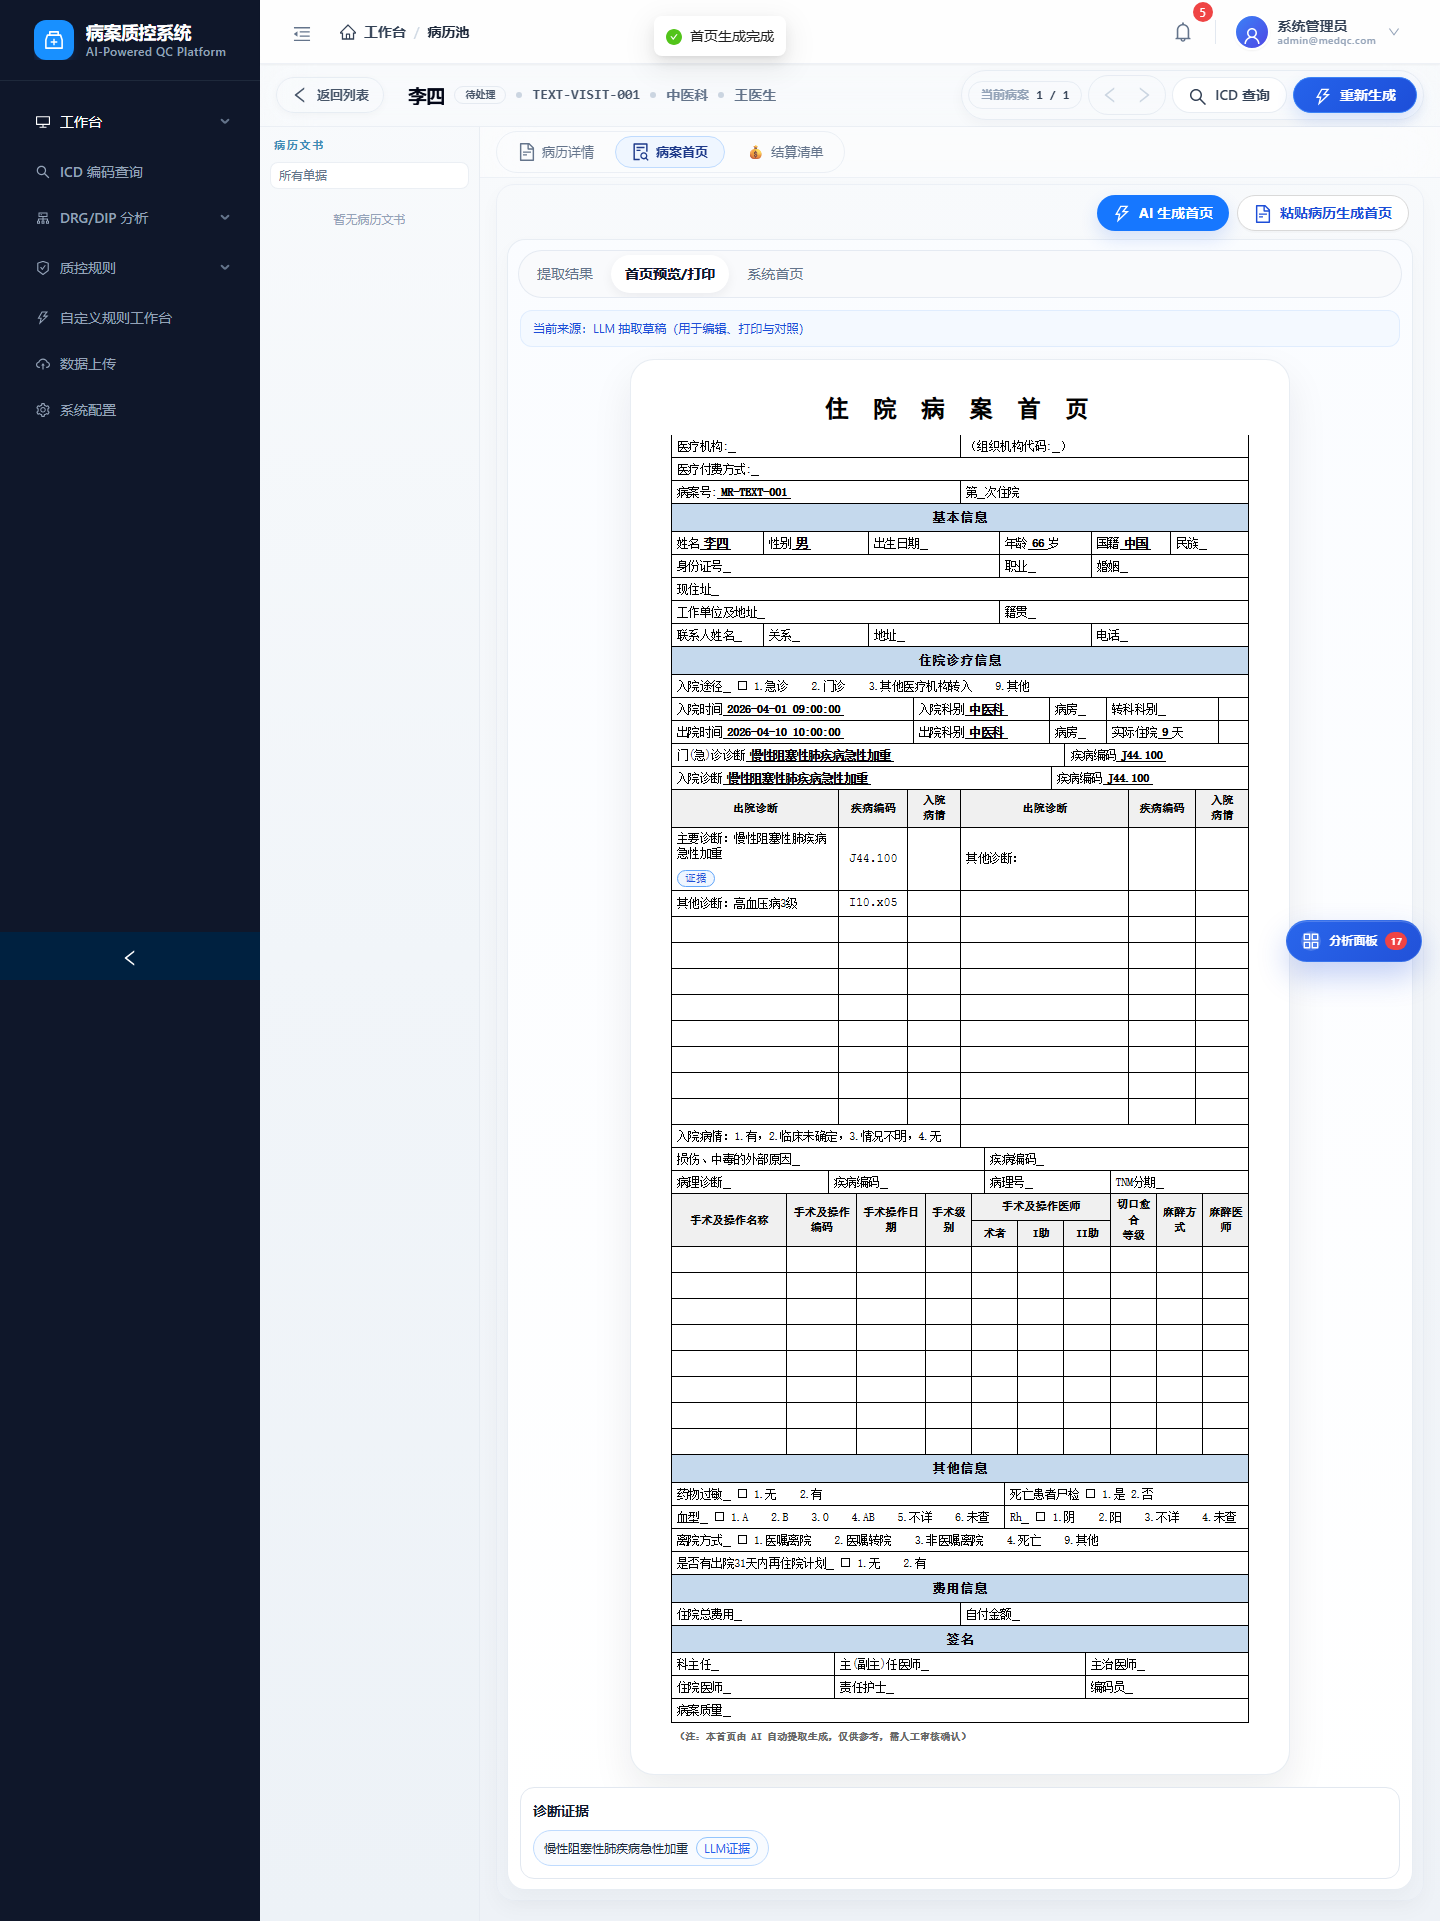 病案质控系统
AI-Powered QC Platform
工作台
ICD 编码查询
DRG/DIP 分析
质控规则
自定义规则工作台
数据上传
系统配置
工作台 / 病历池
首页生成完成
5
系统管理员
admin@medqc.com
返回列表
李四 待处理 TEXT-VISIT-001 中医科 王医生
当前病案 1 / 1
ICD 查询
重新生成
病历文书
所有单据
暂无病历文书
病历详情 病案首页 结算清单
AI 生成首页 粘贴病历生成首页
提取结果 首页预览/打印 系统首页
当前来源：LLM 抽取草稿（用于编辑、打印与对照）
住院病案首页
医疗机构:_ （组织机构代码:_）
医疗付费方式:_
病案号: MR-TEXT-001 第_次住院
基本信息
姓名 李四 性别 男 出生日期_ 年龄 66 岁 国籍 中国 民族_
身份证号_ 职业_ 婚姻_
现住址_
工作单位及地址_ 籍贯_
联系人姓名_ 关系_ 地址_ 电话_
住院诊疗信息
入院途径_ □ 1.急诊 2.门诊 3.其他医疗机构转入 9.其他
入院时间 2026-04-01 09:00:00 入院科别 中医科 病房_ 转科科别_
出院时间 2026-04-10 10:00:00 出院科别 中医科 病房_ 实际住院 9 天
门(急)诊诊断 慢性阻塞性肺疾病急性加重 疾病编码 J44.100
入院诊断 慢性阻塞性肺疾病急性加重 疾病编码 J44.100
出院诊断 疾病编码 入院病情 出院诊断 疾病编码 入院病情
主要诊断：慢性阻塞性肺疾病急性加重 J44.100 其他诊断：
证据
其他诊断：高血压病3级 I10.x05
入院病情：1.有，2.临床未确定，3.情况不明，4.无
损伤、中毒的外部原因_ 疾病编码_
病理诊断_ 疾病编码_ 病理号_ TNM分期_
手术及操作名称 手术及操作编码 手术操作日期 手术级别 手术及操作医师 切口愈合等级 麻醉方式 麻醉医师
术者 I助 II助
其他信息
药物过敏_ □ 1.无 2.有 死亡患者尸检 □ 1.是 2.否
血型_ □ 1.A 2.B 3.O 4.AB 5.不详 6.未查 Rh_ □ 1.阴 2.阳 3.不详 4.未查
离院方式_ □ 1.医嘱离院 2.医嘱转院 3.非医嘱离院 4.死亡 9.其他
是否有出院31天内再住院计划_ □ 1.无 2.有
费用信息
住院总费用_ 自付金额_
签名
科主任_ 主(副主)任医师_ 主治医师_
住院医师_ 责任护士_ 编码员_
病案质量_
（注：本首页由 AI 自动提取生成，仅供参考，需人工审核确认）
分析面板 17
诊断证据
慢性阻塞性肺疾病急性加重 LLM证据